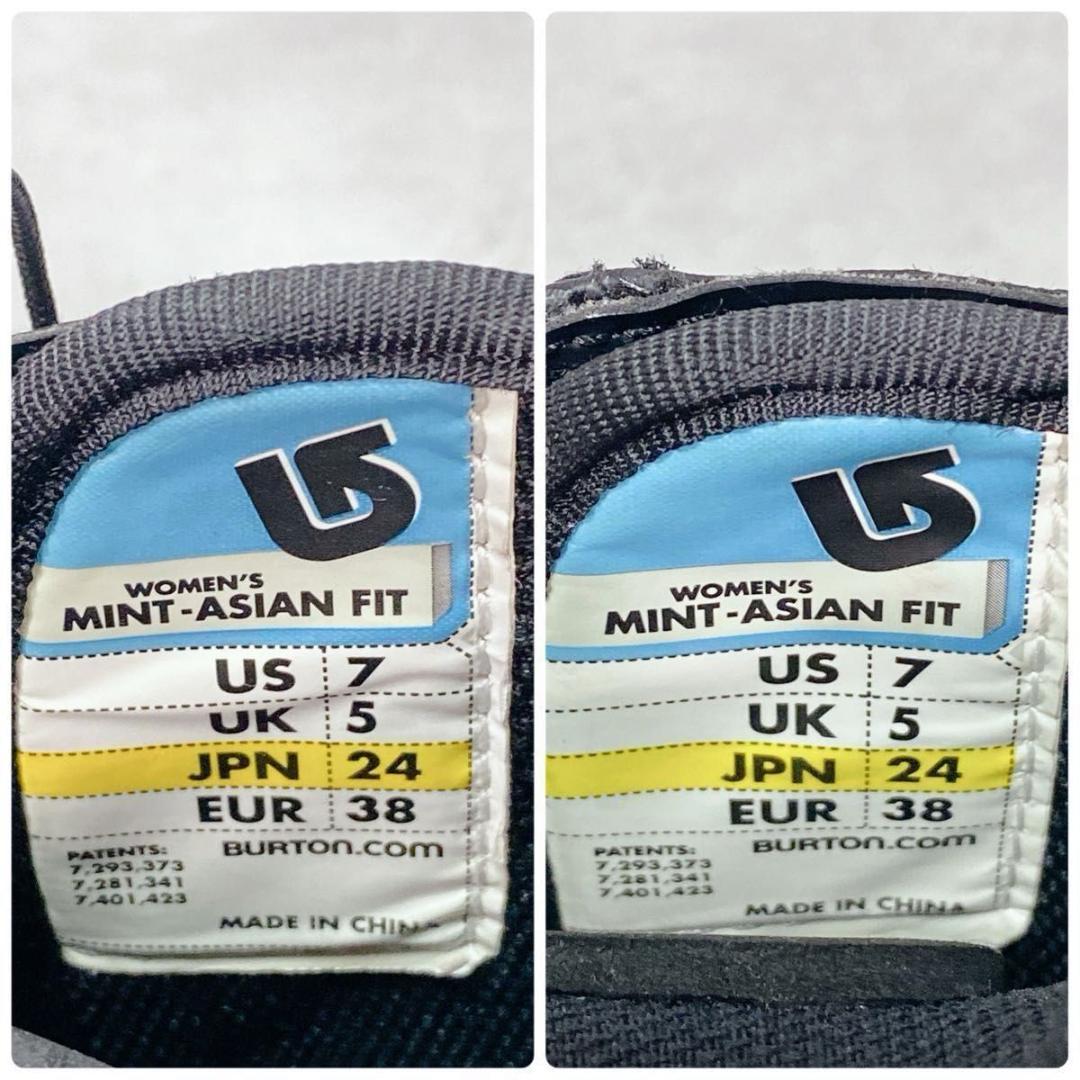 WOMEN'S
MINT-ASIAN FIT
US 7
UK 5
JPN 24
EUR 38
PATENTS: BURTON.COM
7,293,373
7,281,341
7,401,423
MADE IN CHINA
WOMEN'S
MINT-ASIAN FIT
US 7
UK 5
JPN 24
EUR 38
PATENTS: BURTON.COM
7,293,373
7,281,341
7,401,423
MADE IN CHINA